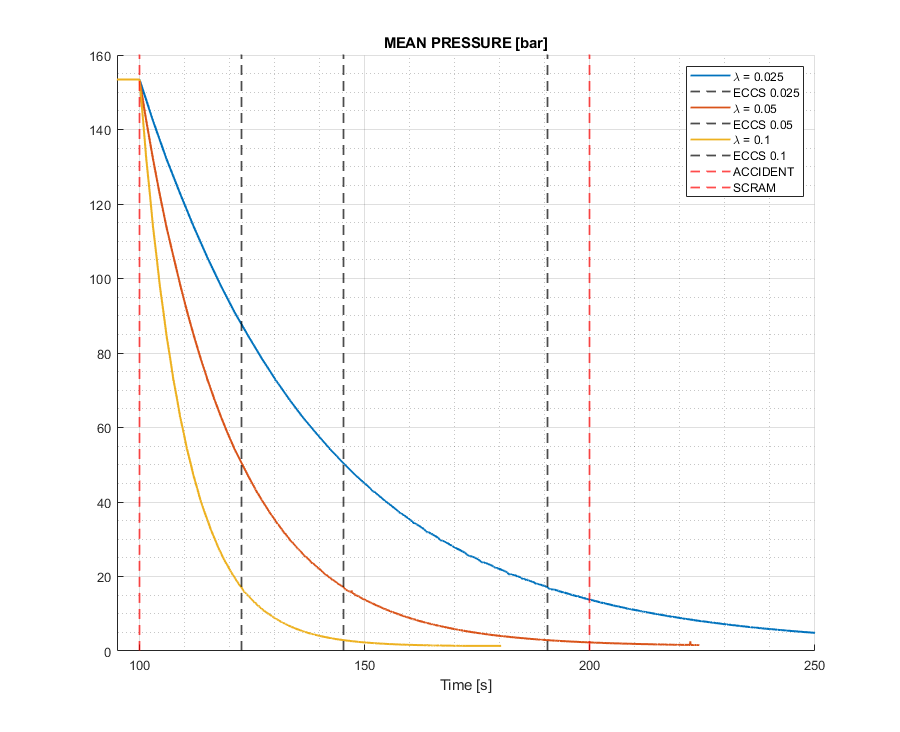 MEAN PRESSURE [bar]
160
140
120
100
80
60
40
20
0
λ = 0.025
ECCS 0.025
λ = 0.05
ECCS 0.05
λ = 0.1
ECCS 0.1
ACCIDENT
SCRAM
100 150 200 250
Time [s]